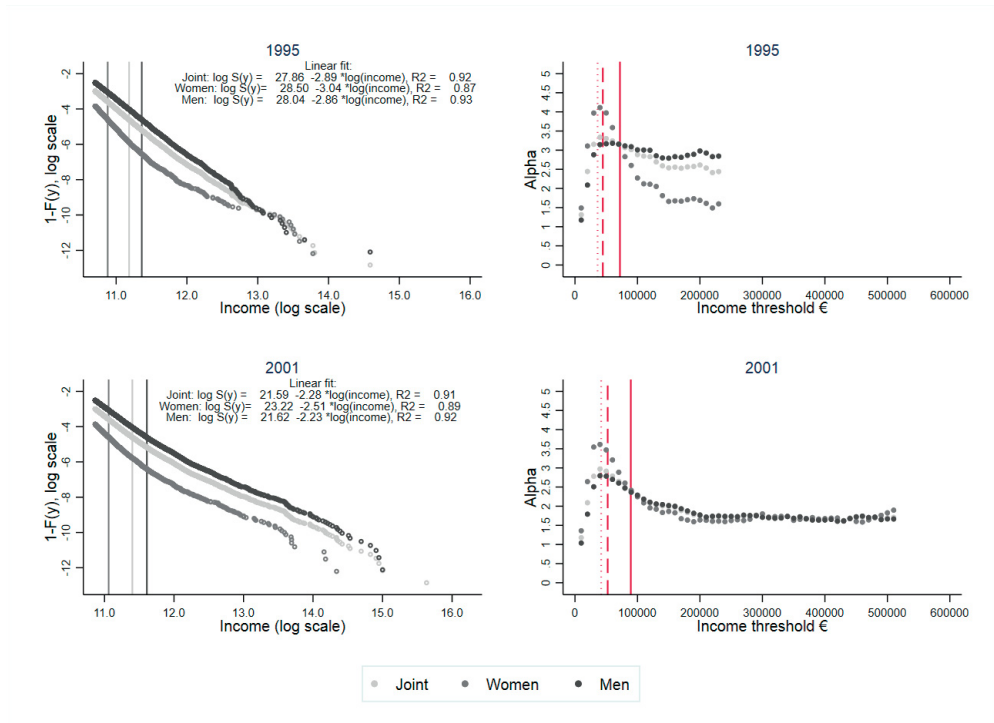 1995
Linear fit:
Joint: log S(y) = 27.86 -2.89 *log(income), R2 = 0.92
Women: log S(y)= 28.50 -3.04 *log(income), R2 = 0.87
Men: log S(y) = 28.04 -2.86 *log(income), R2 = 0.93
1-F(y), log scale
-2
-4
-6
-8
-10
-12
11.0 12.0 13.0 14.0 15.0 16.0
Income (log scale)
1995
Alpha
5
4.5
4
3.5
3
2.5
2
1.5
1
.5
0
0 100000 200000 300000 400000 500000 600000
Income threshold €
2001
Linear fit:
Joint: log S(y) = 21.59 -2.28 *log(income), R2 = 0.91
Women: log S(y)= 23.22 -2.51 *log(income), R2 = 0.89
Men: log S(y) = 21.62 -2.23 *log(income), R2 = 0.92
1-F(y), log scale
-2
-4
-6
-8
-10
-12
11.0 12.0 13.0 14.0 15.0 16.0
Income (log scale)
2001
Alpha
5
4.5
4
3.5
3
2.5
2
1.5
1
.5
0
0 100000 200000 300000 400000 500000 600000
Income threshold €
Joint Women Men